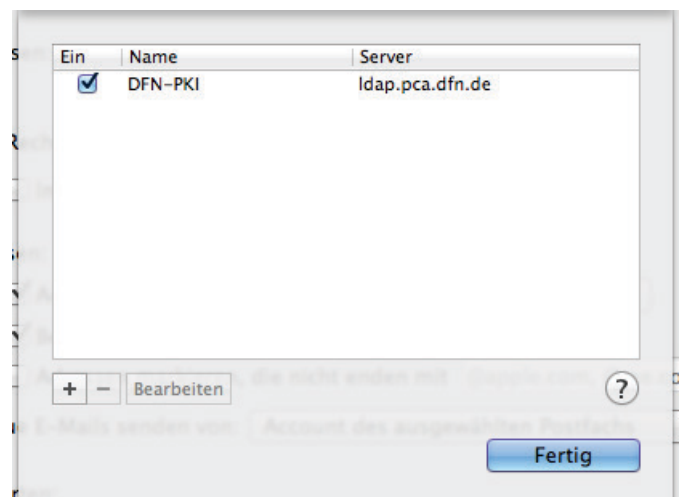 Ein Name Server
DFN-PKI ldap.pca.dfn.de
die nicht enden mit
+ − Bearbeiten ?
E-Mails senden von: Account des ausgewählten Postfachs
Fertig